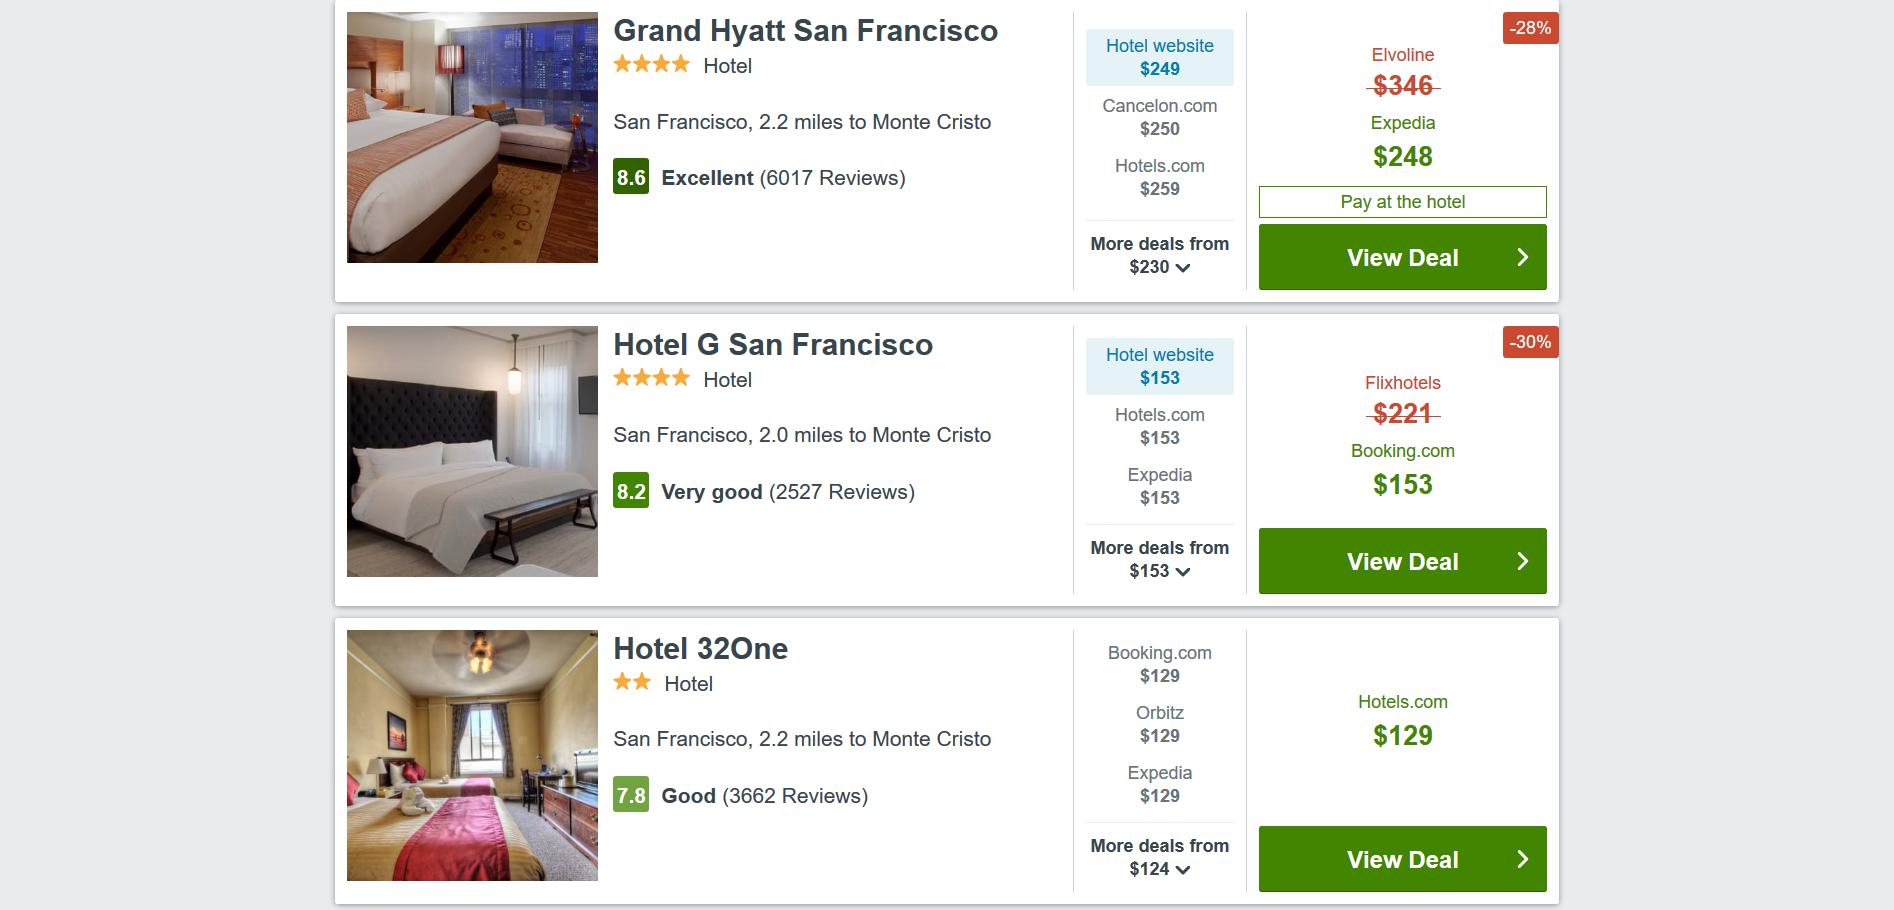 Grand Hyatt San Francisco
Hotel
San Francisco, 2.2 miles to Monte Cristo
8.6 Excellent (6017 Reviews)
Hotel website
$249
Cancelon.com
$250
Hotels.com
$259
More deals from
$230
-28%
Elvoline
$346
Expedia
$248
Pay at the hotel
View Deal
Hotel G San Francisco
Hotel
San Francisco, 2.0 miles to Monte Cristo
8.2 Very good (2527 Reviews)
Hotel website
$153
Hotels.com
$153
Expedia
$153
More deals from
$153
-30%
Flixhotels
$221
Booking.com
$153
View Deal
Hotel 32One
Hotel
San Francisco, 2.2 miles to Monte Cristo
7.8 Good (3662 Reviews)
Booking.com
$129
Orbitz
$129
Expedia
$129
More deals from
$124
Hotels.com
$129
View Deal